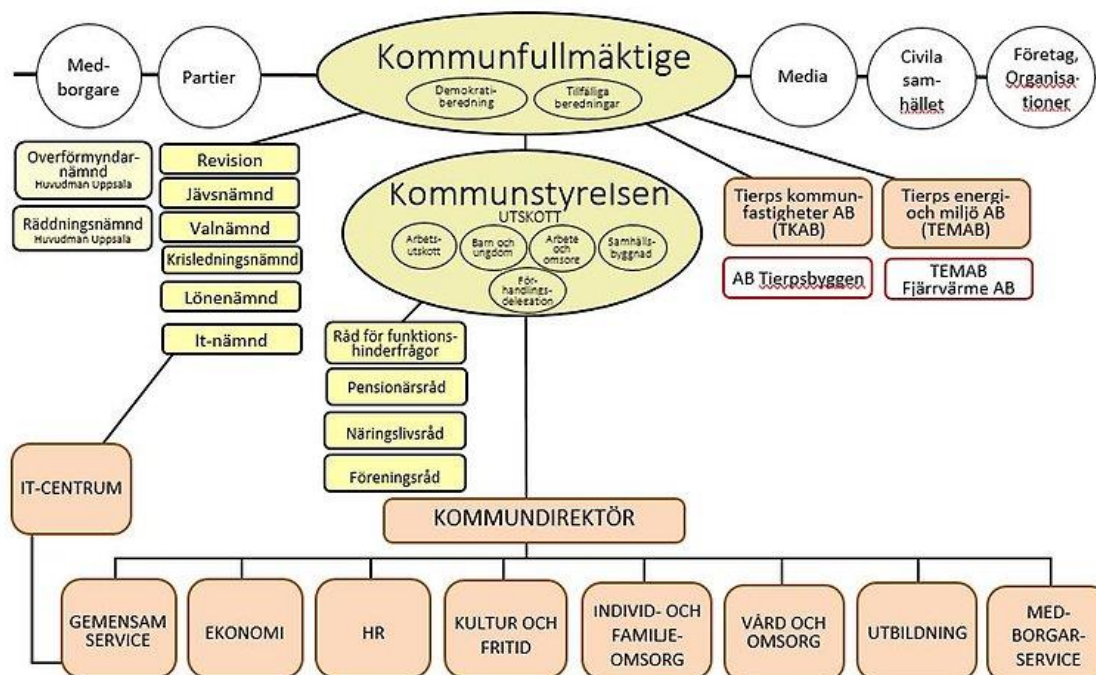 Med-
borgare
Partier
Kommunfullmäktige
Demokrati-
beredning
Tillfälliga
beredningar
Media
Civila
sam-
hället
Företag,
Organisa-
tioner
Overförmyndar-
nämnd
Huvudman Uppsala
Räddningsnämnd
Huvudman Uppsala
Revision
Jävsnämnd
Valnämnd
Krisledningsnämnd
Lönenämnd
It-nämnd
Kommunstyrelsen
UTSKOTT
Arbets-
utskott
Barn och
ungdom
Arbete
och
omsore
Samhälls-
byggnad
För-
handlings-
delegation
Tierps kommun-
fastigheter AB
(TKAB)
Tierps energi-
och miljö AB
(TEMAB)
AB Tierpsbyggen
TEMAB
Fjärrvärme AB
Råd för funktions-
hinderfrågor
Pensionärsråd
Näringslivsråd
Föreningsråd
IT-CENTRUM
KOMMUNDIREKTÖR
GEMENSAM
SERVICE
EKONOMI
HR
KULTUR OCH
FRITID
INDIVID- OCH
FAMILJE-
OMSORG
VÅRD OCH
OMSORG
UTBILDNING
MED-
BORGAR-
SERVICE